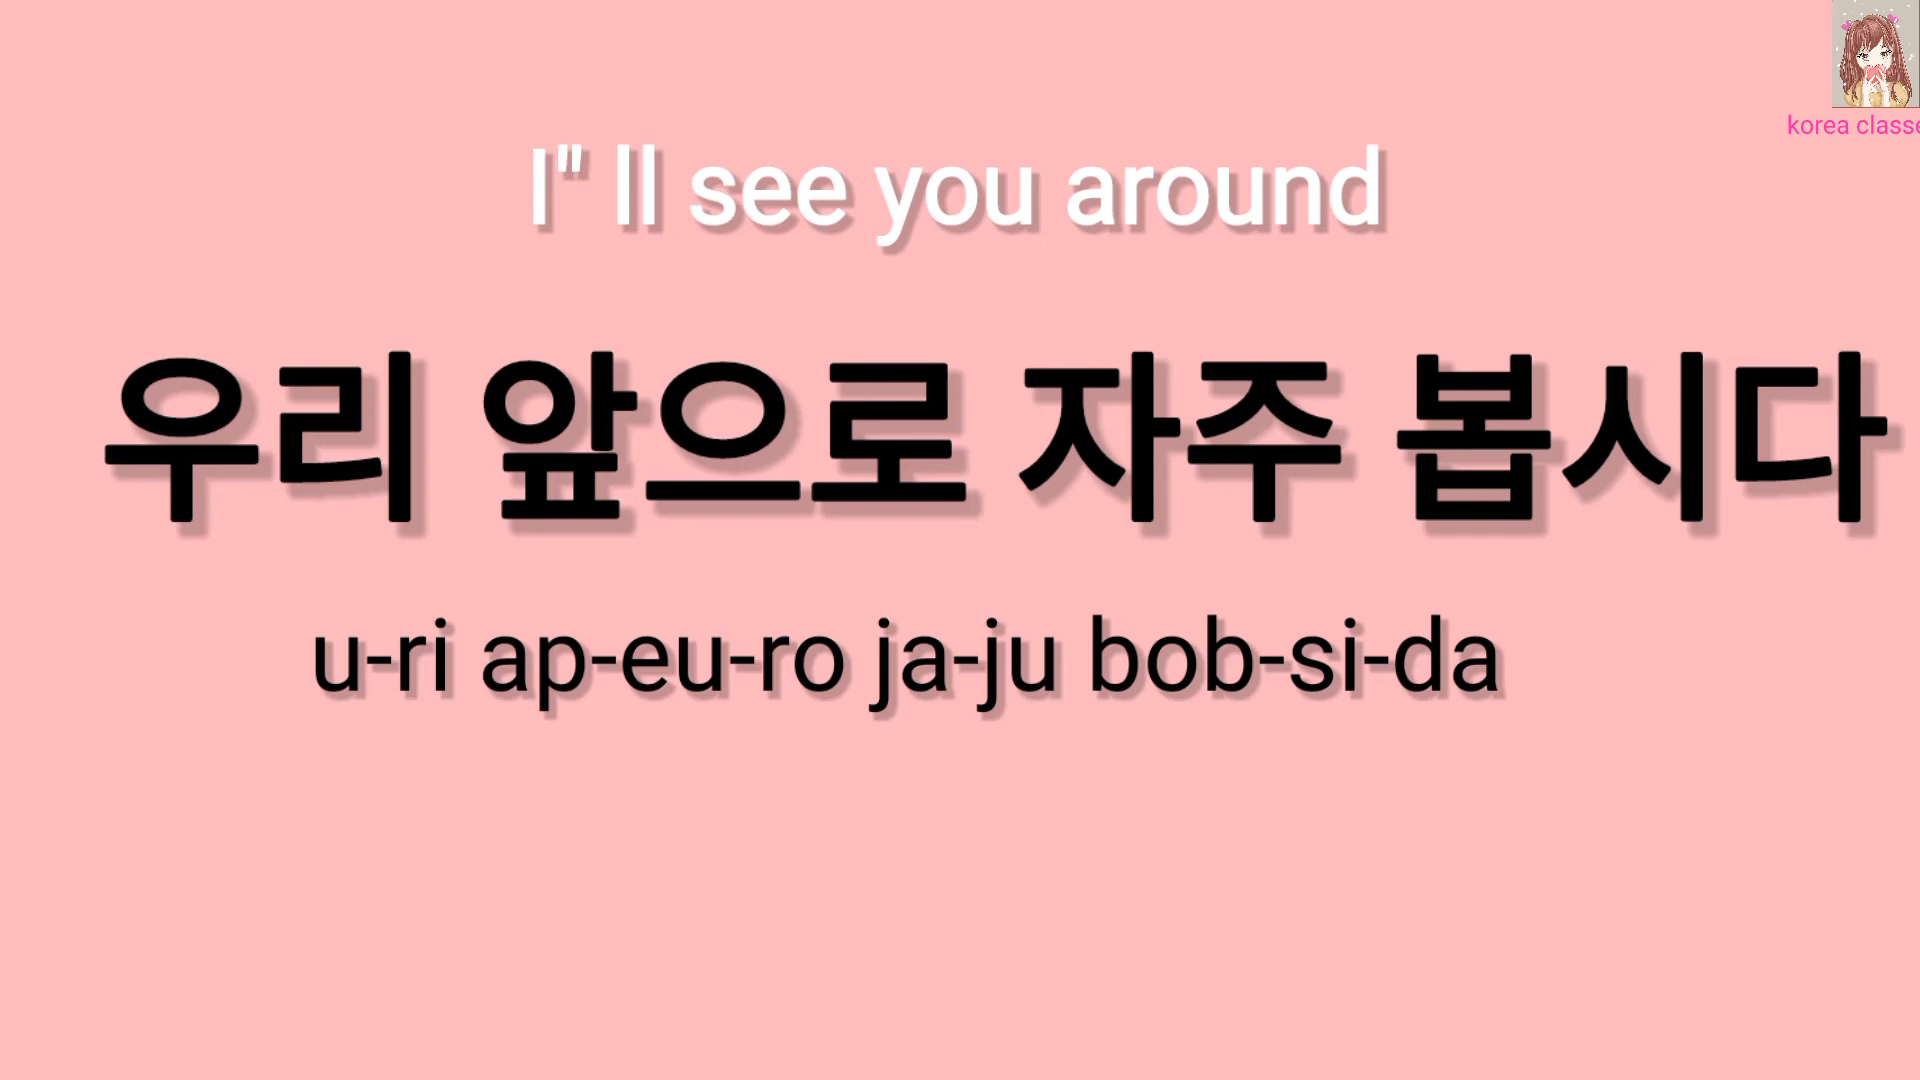 korea classe
I" ll see you around
우리 앞으로 자주 봅시다
u-ri ap-eu-ro ja-ju bob-si-da